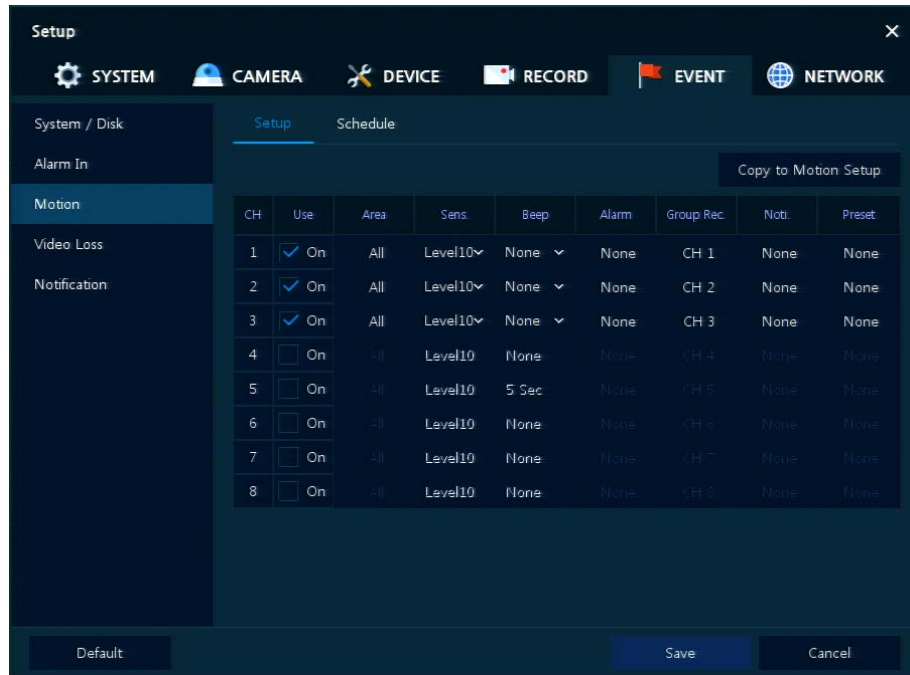 Setup
SYSTEM CAMERA DEVICE RECORD EVENT NETWORK
System / Disk
Alarm In
Motion
Video Loss
Notification
Setup Schedule
Copy to Motion Setup
CH Use Area Sens. Beep Alarm Group Rec. Noti. Preset
1 On All Level10 None None CH 1 None None
2 On All Level10 None None CH 2 None None
3 On All Level10 None None CH 3 None None
4 On All Level10 None None CH 4 None None
5 On All Level10 5 Sec None CH 5 None None
6 On All Level10 None None CH 6 None None
7 On All Level10 None None CH 7 None None
8 On All Level10 None None CH 8 None None
Default Save Cancel